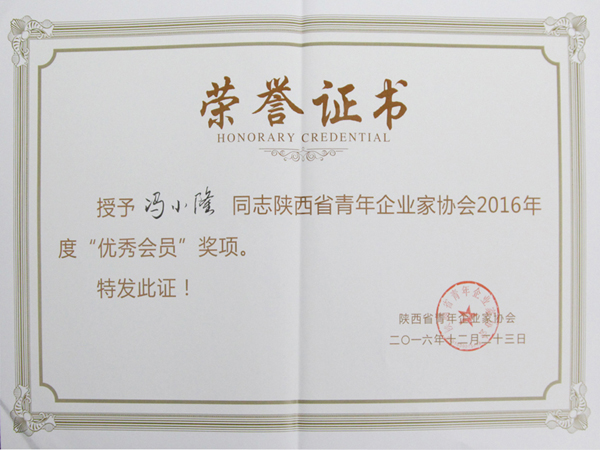 荣誉证书
HONORARY CREDENTIAL
授予 冯小隆 同志陕西省青年企业家协会2016年
度“优秀会员”奖项。
特发此证！
陕西省青年企业家协会
二〇一六年十二月二十三日